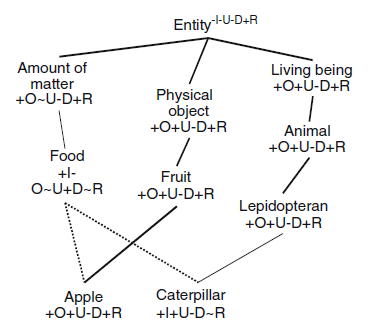 Entity-I-U-D+R
Amount of
matter
+O~U-D+R
Physical
object
+O+U-D+R
Living being
+O+U-D+R
Animal
+O+U-D+R
Food
+I-
O~U+D~R
Fruit
+O+U-D+R
Lepidopteran
+O+U-D+R
Apple
+O+U-D+R
Caterpillar
+I+U-D~R